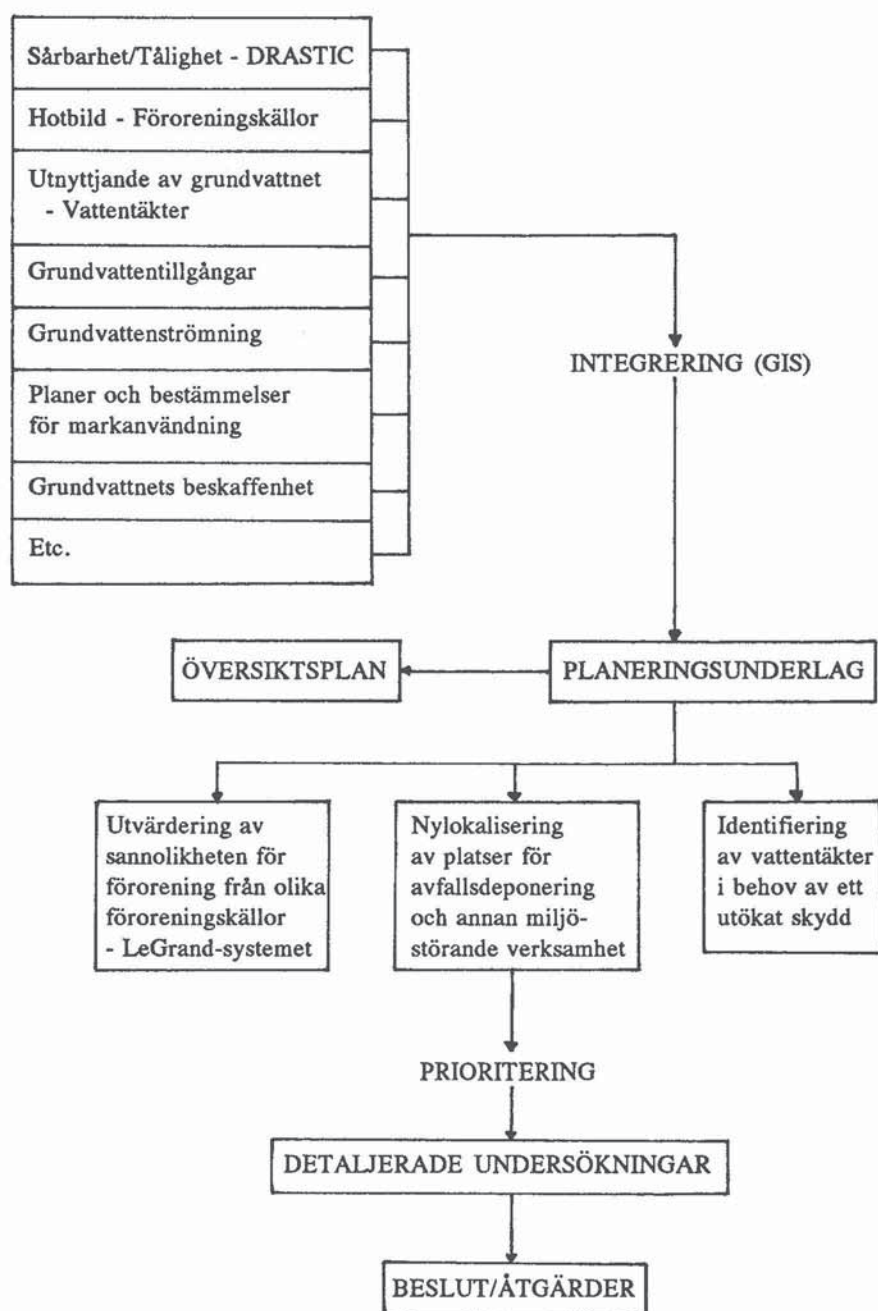 Sårbarhet/Tålighet - DRASTIC
Hotbild - Föroreningskällor
Utnyttjande av grundvattnet
- Vattentäkter
Grundvattentillgångar
Grundvattenströmning
Planer och bestämmelser
för markanvändning
Grundvattnets beskaffenhet
Etc.
INTEGRERING (GIS)
ÖVERSIKTSPLAN
PLANERINGSUNDERLAG
Utvärdering av
sannolikheten för
förorening från olika
föroreningskällor
- LeGrand-systemet
Nylokalisering
av platser för
avfallsdeponering
och annan miljö-
störande verksamhet
Identifiering
av vattentäkter
i behov av ett
utökat skydd
PRIORITERING
DETALJERADE UNDERSÖKNINGAR
BESLUT/ÅTGÄRDER